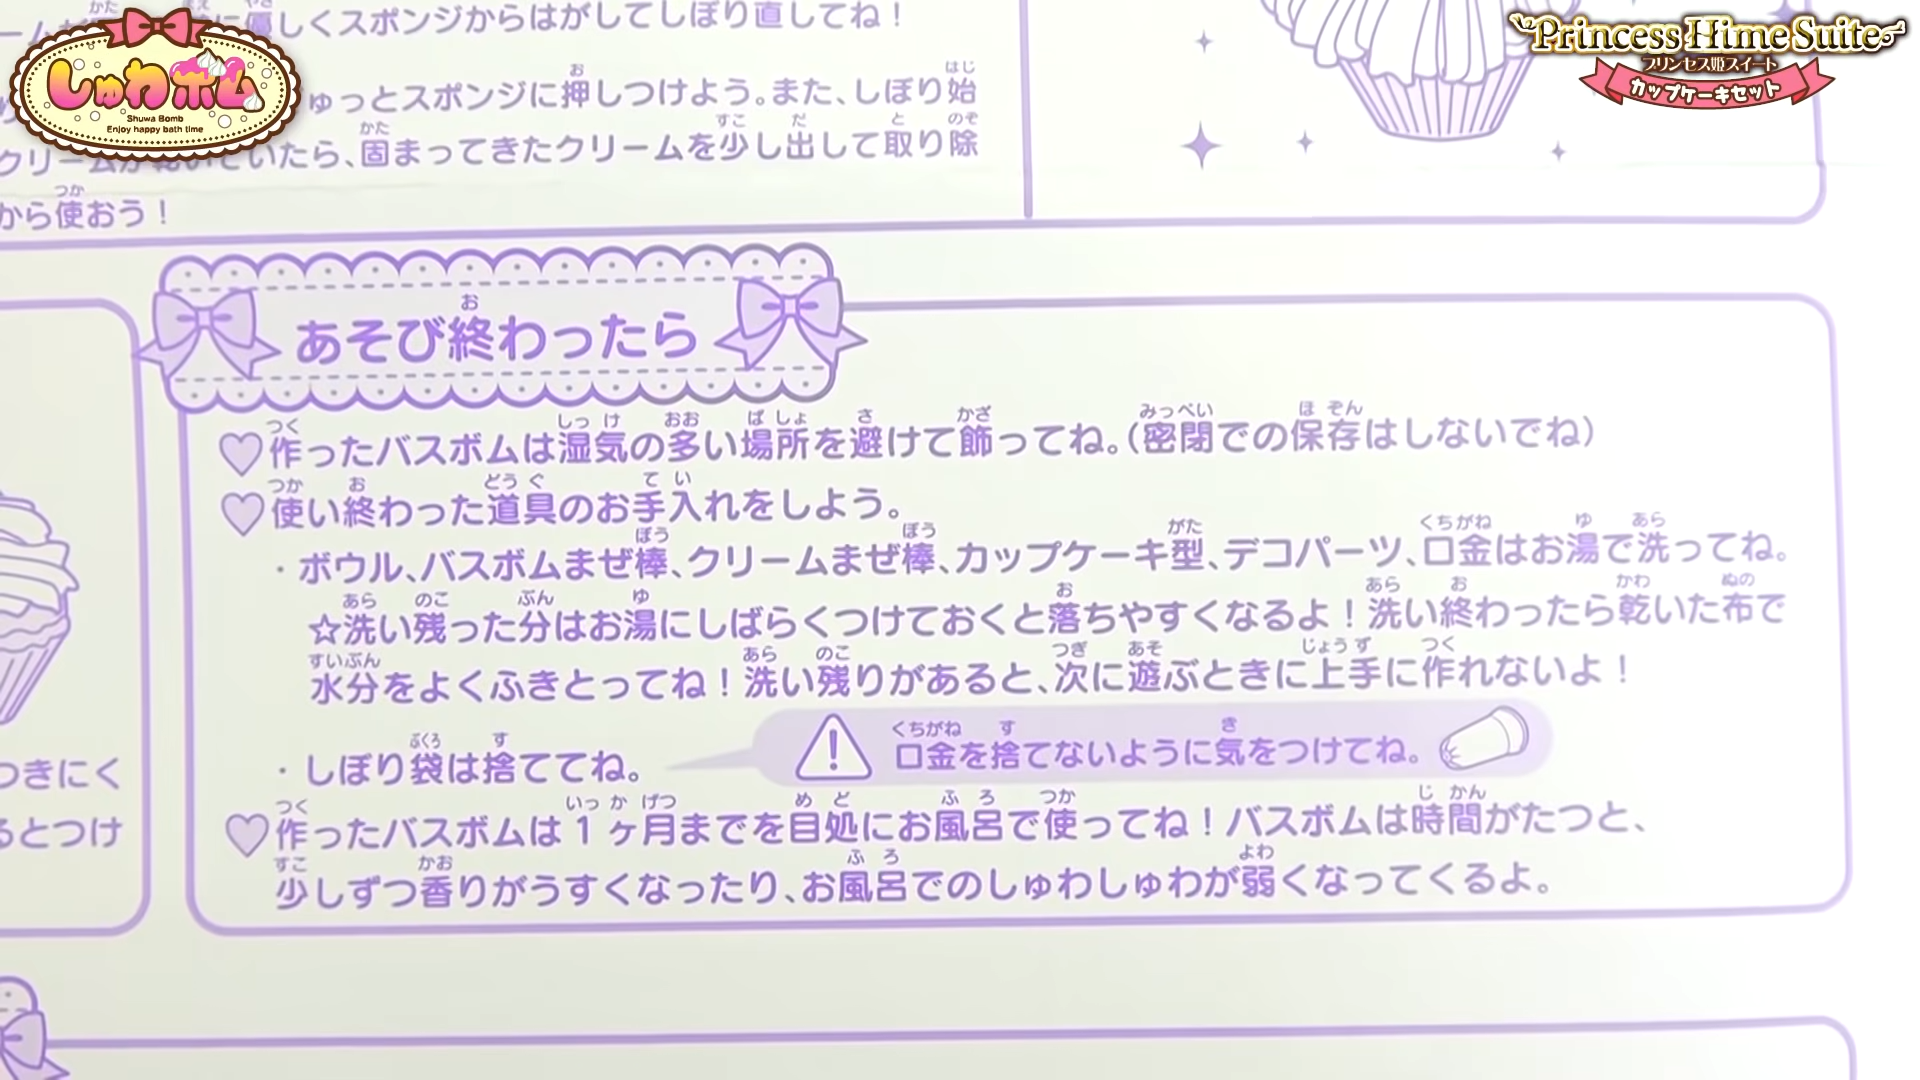 しゅわボム
Shuwa Bomb
Enjoy happy bath time
Princess Hime Suite
プリンセス姫スイート
カップケーキセット
優しくスポンジからはがしてしぼり直してね！
ゅっとスポンジに押しつけよう。また、しぼり始
クリームが乾いていたら、固まってきたクリームを少し出して取り除
から使おう！
あそび終わったら
♡作ったバスボムは湿気の多い場所を避けて飾ってね。（密閉での保存はしないでね）
♡使い終わった道具のお手入れをしよう。
・ボウル、バスボムまぜ棒、クリームまぜ棒、カップケーキ型、デコパーツ、口金はお湯で洗ってね。
☆洗い残った分はお湯にしばらくつけておくと落ちやすくなるよ！洗い終わったら乾いた布で
水分をよくふきとってね！洗い残りがあると、次に遊ぶときに上手に作れないよ！
・しぼり袋は捨ててね。
口金を捨てないように気をつけてね。
♡作ったバスボムは1ヶ月までを目処にお風呂で使ってね！バスボムは時間がたつと、
少しずつ香りがうすくなったり、お風呂でのしゅわしゅわが弱くなってくるよ。
つきにく
るとつけ